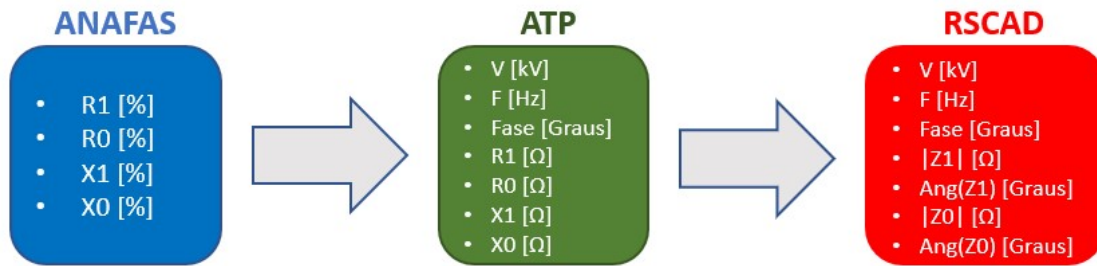 ANAFAS
• R1 [%]
• R0 [%]
• X1 [%]
• X0 [%]
ATP
• V [kV]
• F [Hz]
• Fase [Graus]
• R1 [Ω]
• R0 [Ω]
• X1 [Ω]
• X0 [Ω]
RSCAD
• V [kV]
• F [Hz]
• Fase [Graus]
• |Z1| [Ω]
• Ang(Z1) [Graus]
• |Z0| [Ω]
• Ang(Z0) [Graus]